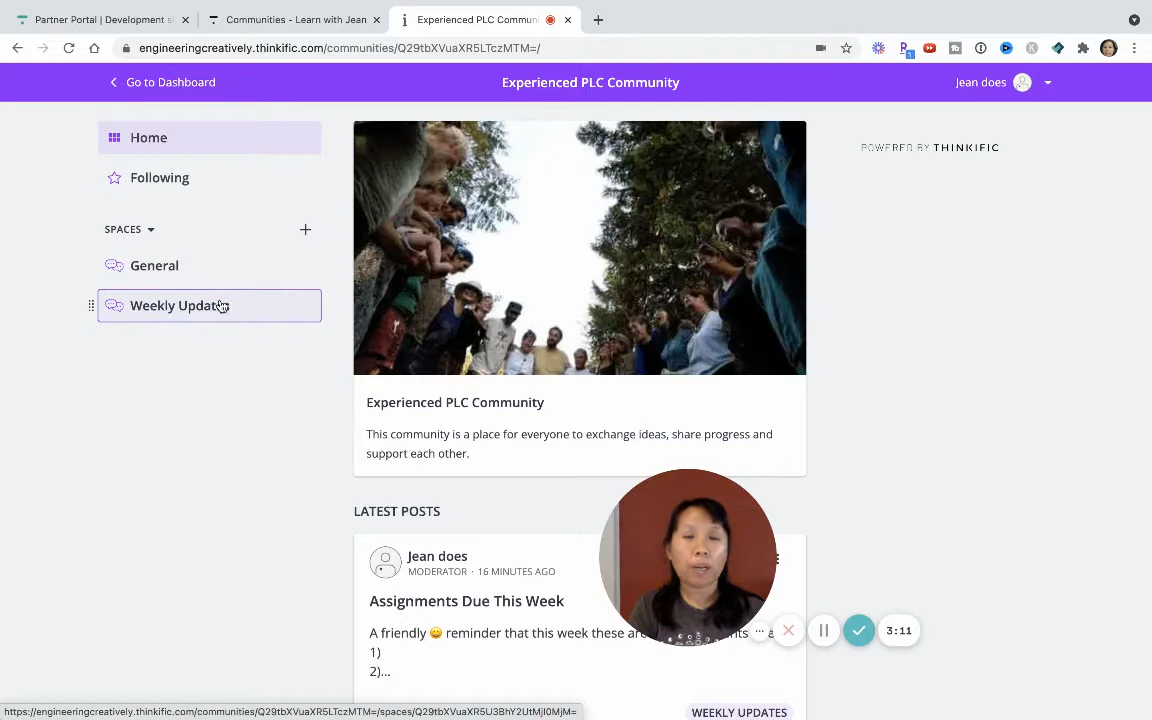 Partner Portal | Development si
Communities - Learn with Jean
Experienced PLC Commun
engineeringcreatively.thinkific.com/communities/Q29tbXVuaXR5LTczMTM=/
Go to Dashboard
Experienced PLC Community
Jean does
Home
Following
SPACES
General
Weekly Updates
POWERED BY THINKIFIC
Experienced PLC Community
This community is a place for everyone to exchange ideas, share progress and
support each other.
LATEST POSTS
Jean does
MODERATOR · 16 MINUTES AGO
Assignments Due This Week
A friendly 😀 reminder that this week these are
1)
2)...
3:11
WEEKLY UPDATES
https://engineeringcreatively.thinkific.com/communities/Q29tbXVuaXR5LTczMTM=/spaces/Q29tbXVuaXR5U3BhY2UtMjI0MjM=